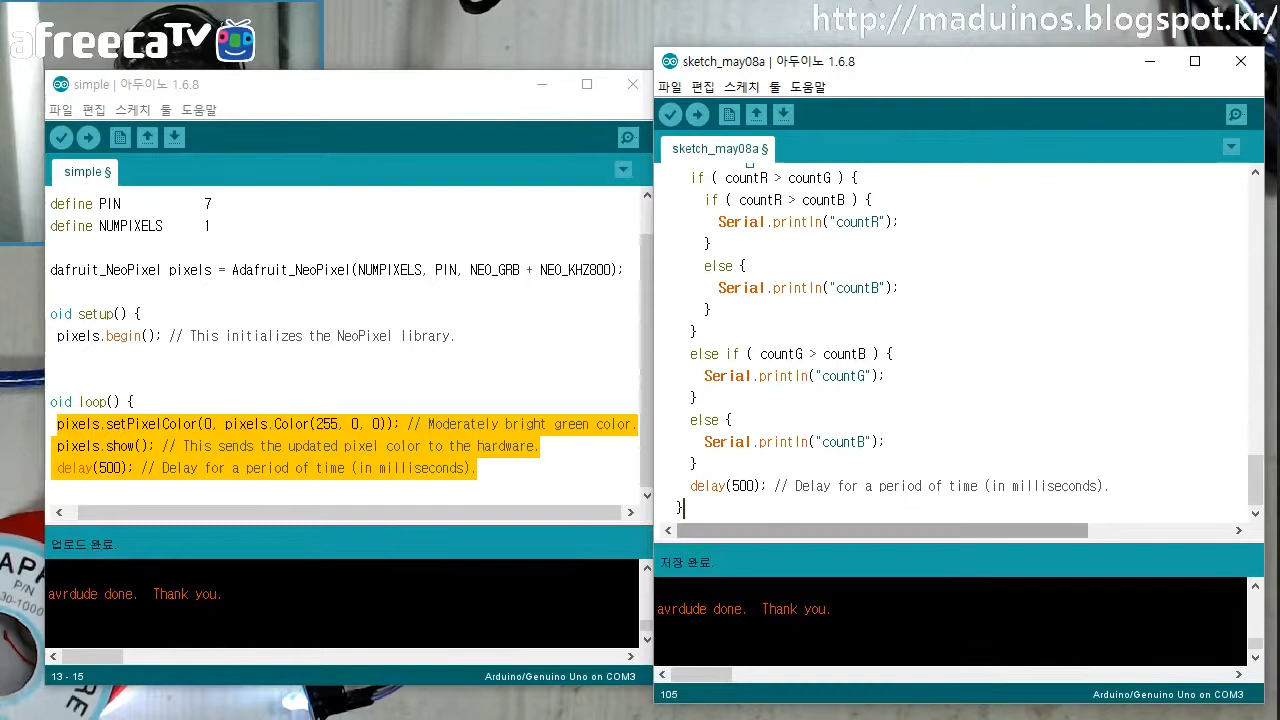 afreecaTV
http://maduinos.blogspot.kr/
simple | 아두이노 1.6.8
파일 편집 스케치 툴 도움말
simple §
define PIN 7
define NUMPIXELS 1
dafruit_NeoPixel pixels = Adafruit_NeoPixel(NUMPIXELS, PIN, NEO_GRB + NEO_KHZ800);
oid setup() {
pixels.begin(); // This initializes the NeoPixel library.
oid loop() {
pixels.setPixelColor(0, pixels.Color(255, 0, 0)); // Moderately bright green color.
pixels.show(); // This sends the updated pixel color to the hardware.
delay(500); // Delay for a period of time (in milliseconds).
업로드 완료.
avrdude done. Thank you.
13 - 15
Arduino/Genuino Uno on COM3
sketch_may08a | 아두이노 1.6.8
파일 편집 스케치 툴 도움말
sketch_may08a §
if ( countR > countG ) {
if ( countR > countB ) {
Serial.println("countR");
}
else {
Serial.println("countB");
}
}
else if ( countG > countB ) {
Serial.println("countG");
}
else {
Serial.println("countB");
}
delay(500); // Delay for a period of time (in milliseconds).
}
저장 완료.
avrdude done. Thank you.
105
Arduino/Genuino Uno on COM3
P/N
30-1000